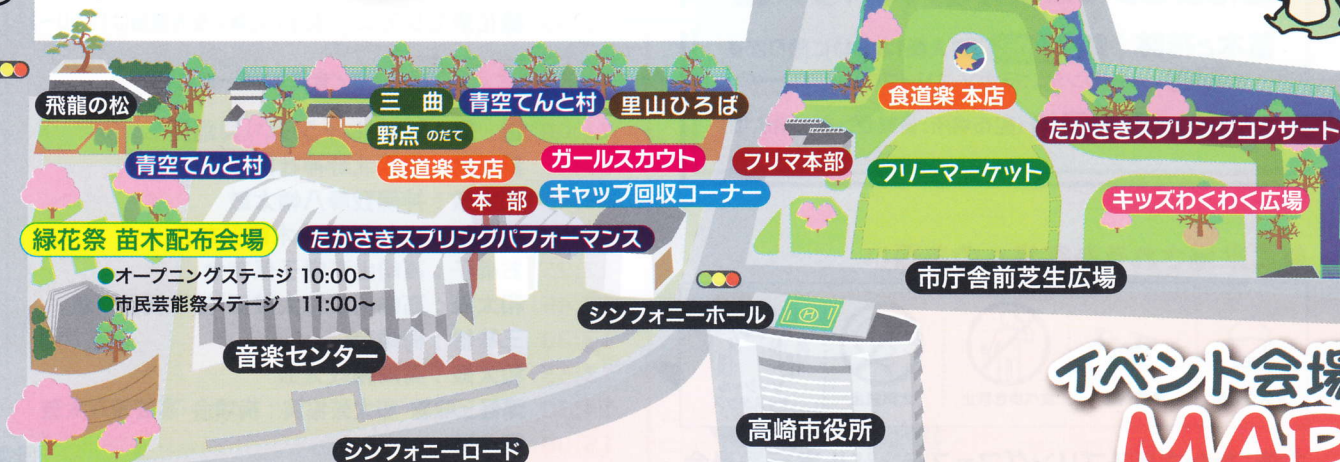 飛龍の松
三曲
青空てんと村
里山ひろば
野点 のだて
青空てんと村
食道楽 支店
ガールスカウト
フリマ本部
本部
キャップ回収コーナー
緑花祭 苗木配布会場
たかさきスプリングパフォーマンス
●オープニングステージ 10:00〜
●市民芸能祭ステージ 11:00〜
音楽センター
シンフォニーホール
シンフォニーロード
高崎市役所
食道楽 本店
たかさきスプリングコンサート
フリーマーケット
キッズわくわく広場
市庁舎前芝生広場
H
イベント会場
MAP